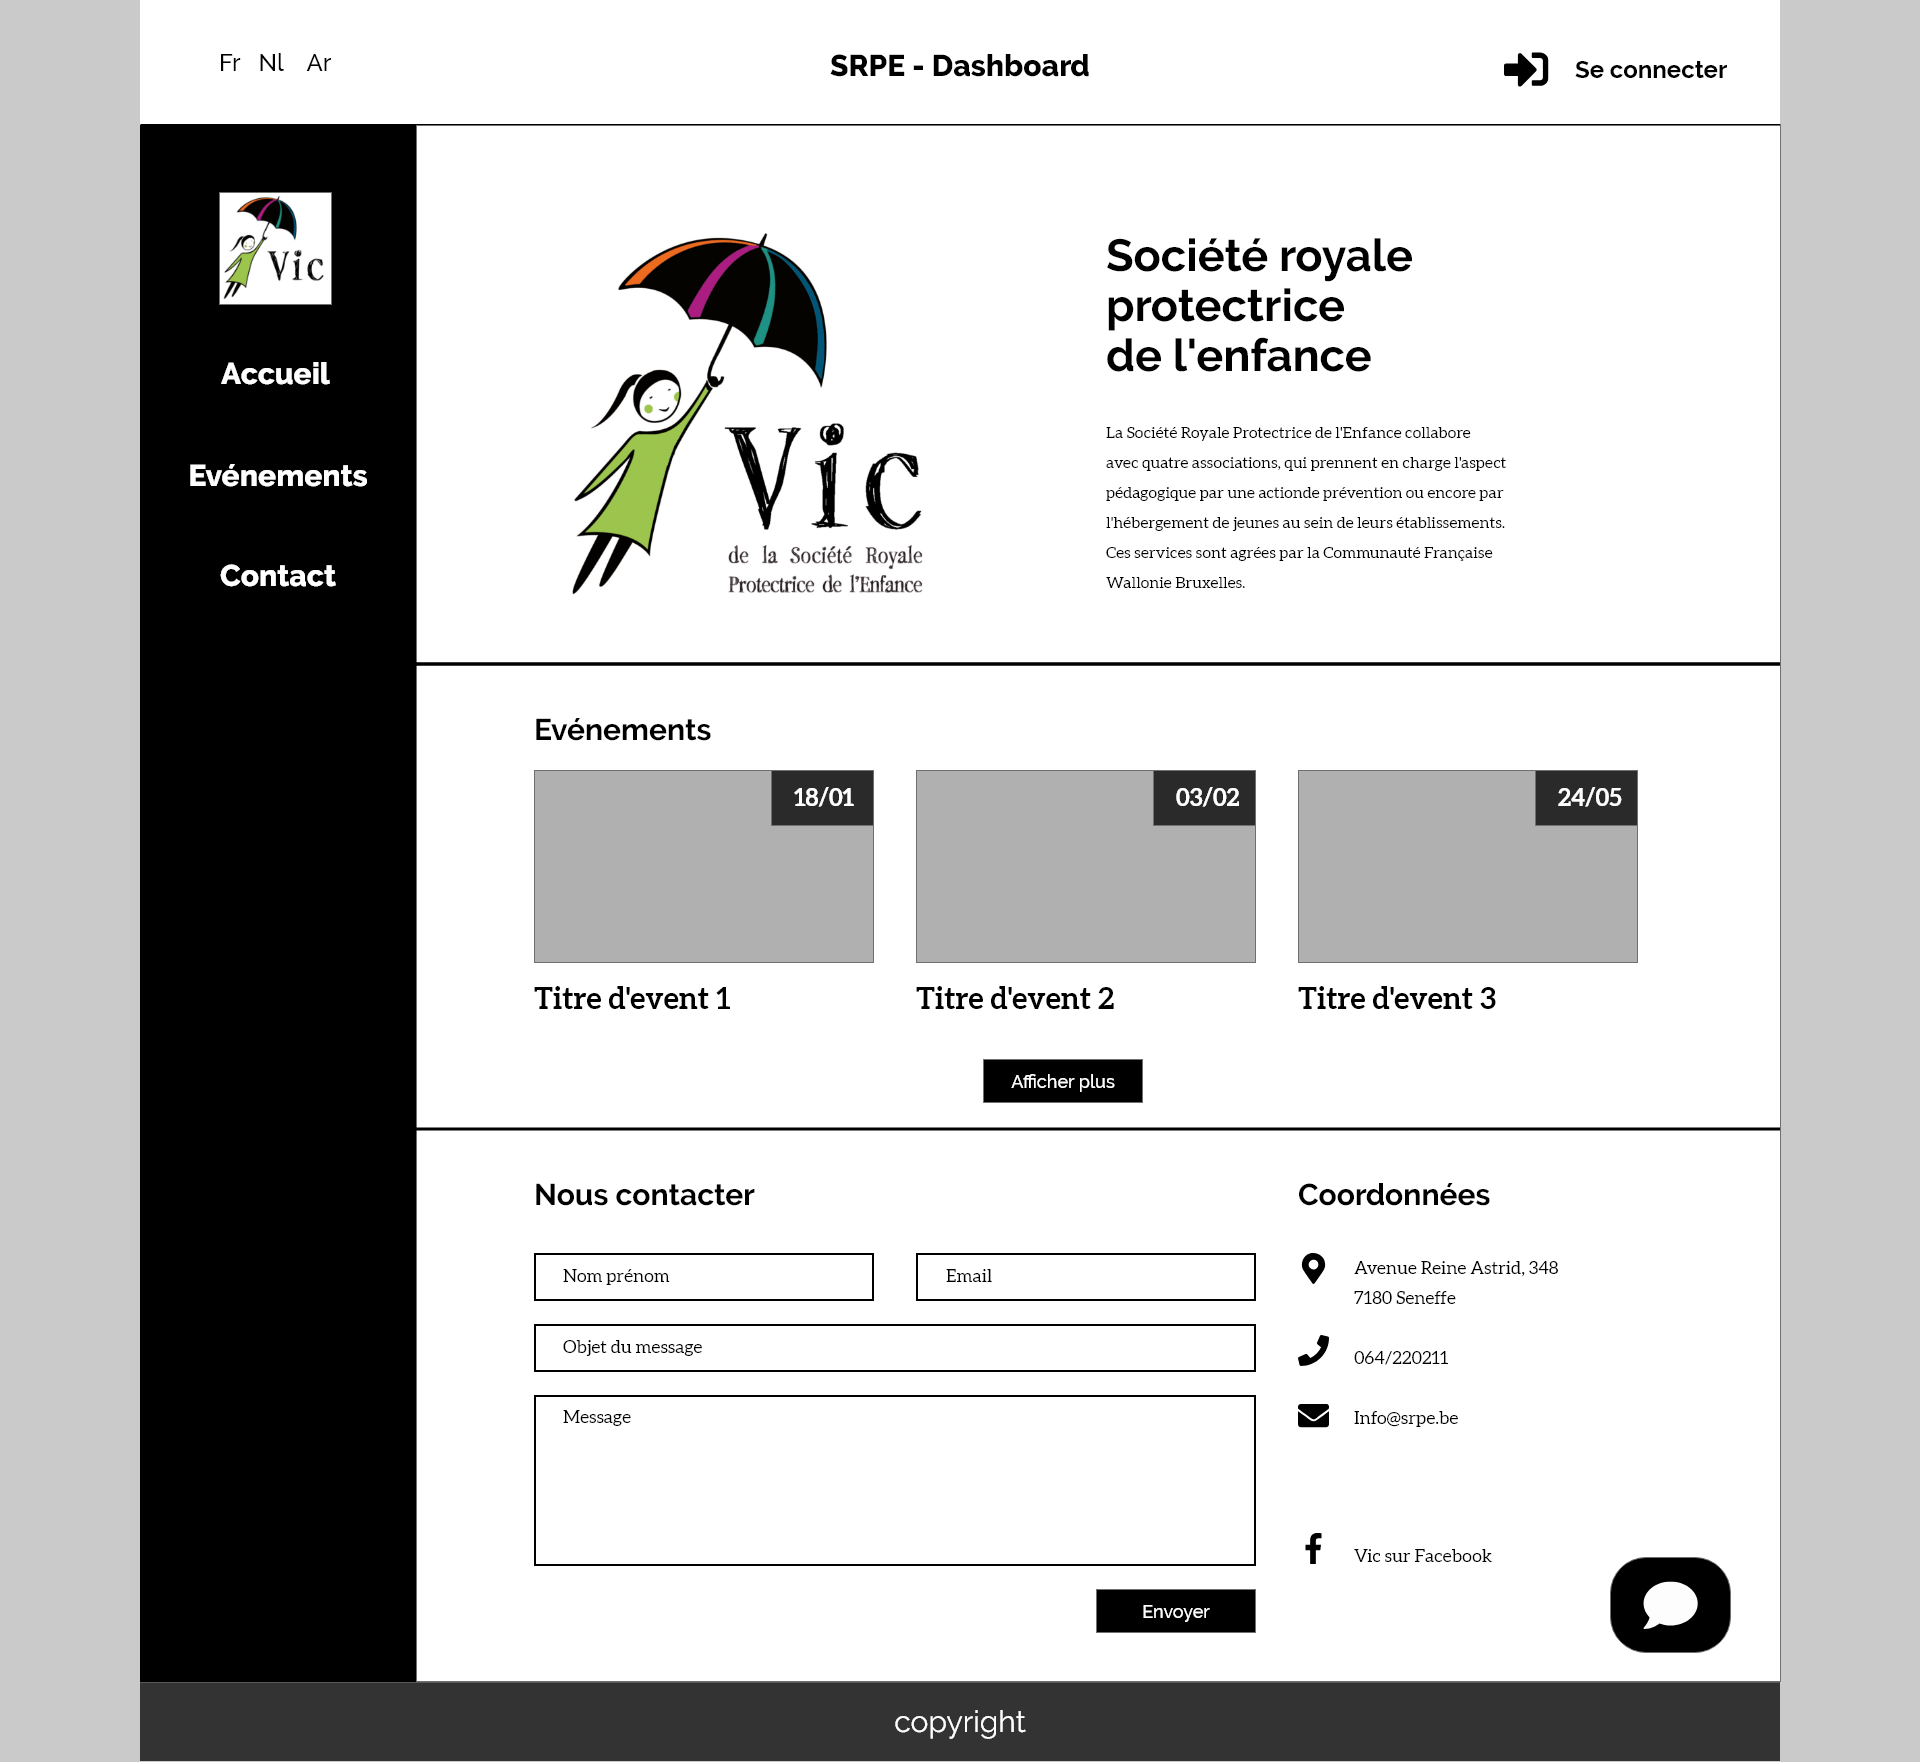 Fr Nl Ar
SRPE - Dashboard
Se connecter
Vic
Accueil
Evénements
Contact
Vic
de la Société Royale
Protectrice de l'Enfance
Société royale
protectrice
de l'enfance
La Société Royale Protectrice de l'Enfance collabore
avec quatre associations, qui prennent en charge l'aspect
pédagogique par une actionde prévention ou encore par
l'hébergement de jeunes au sein de leurs établissements.
Ces services sont agrées par la Communauté Française
Wallonie Bruxelles.
Evénements
18/01
03/02
24/05
Titre d'event 1
Titre d'event 2
Titre d'event 3
Afficher plus
Nous contacter
Nom prénom
Email
Objet du message
Message
Envoyer
Coordonnées
Avenue Reine Astrid, 348
7180 Seneffe
064/220211
Info@srpe.be
Vic sur Facebook
copyright